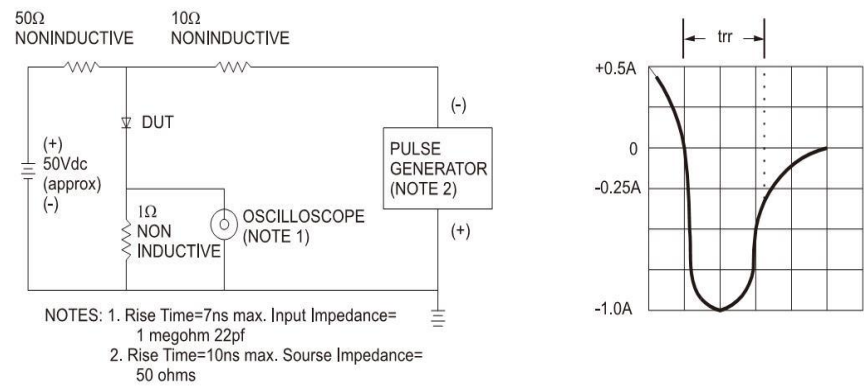 50Ω
NONINDUCTIVE
10Ω
NONINDUCTIVE
DUT
(+)
50Vdc
(approx)
(-)
1Ω
NON
INDUCTIVE
OSCILLOSCOPE
(NOTE 1)
(-)
PULSE
GENERATOR
(NOTE 2)
(+)
NOTES: 1. Rise Time=7ns max. Input Impedance=
1 megohm 22pf
2. Rise Time=10ns max. Sourse Impedance=
50 ohms
trr
+0.5A
0
-0.25A
-1.0A